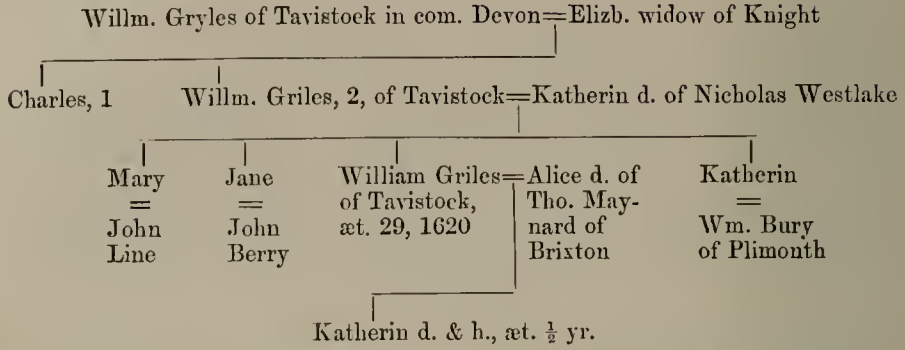 Willm. Gryles of Tavistock in com. Devon=Elizb. widow of Knight
Charles, 1 Willm. Griles, 2, of Tavistock=Katherin d. of Nicholas Westlake
Mary
=
John
Line
Jane
=
John
Berry
William Griles=
of Tavistock,
æt. 29, 1620
Alice d. of
Tho. May-
nard of
Brixton
Katherin
=
Wm. Bury
of Plimonth
Katherin d. & h., æt. ½ yr.